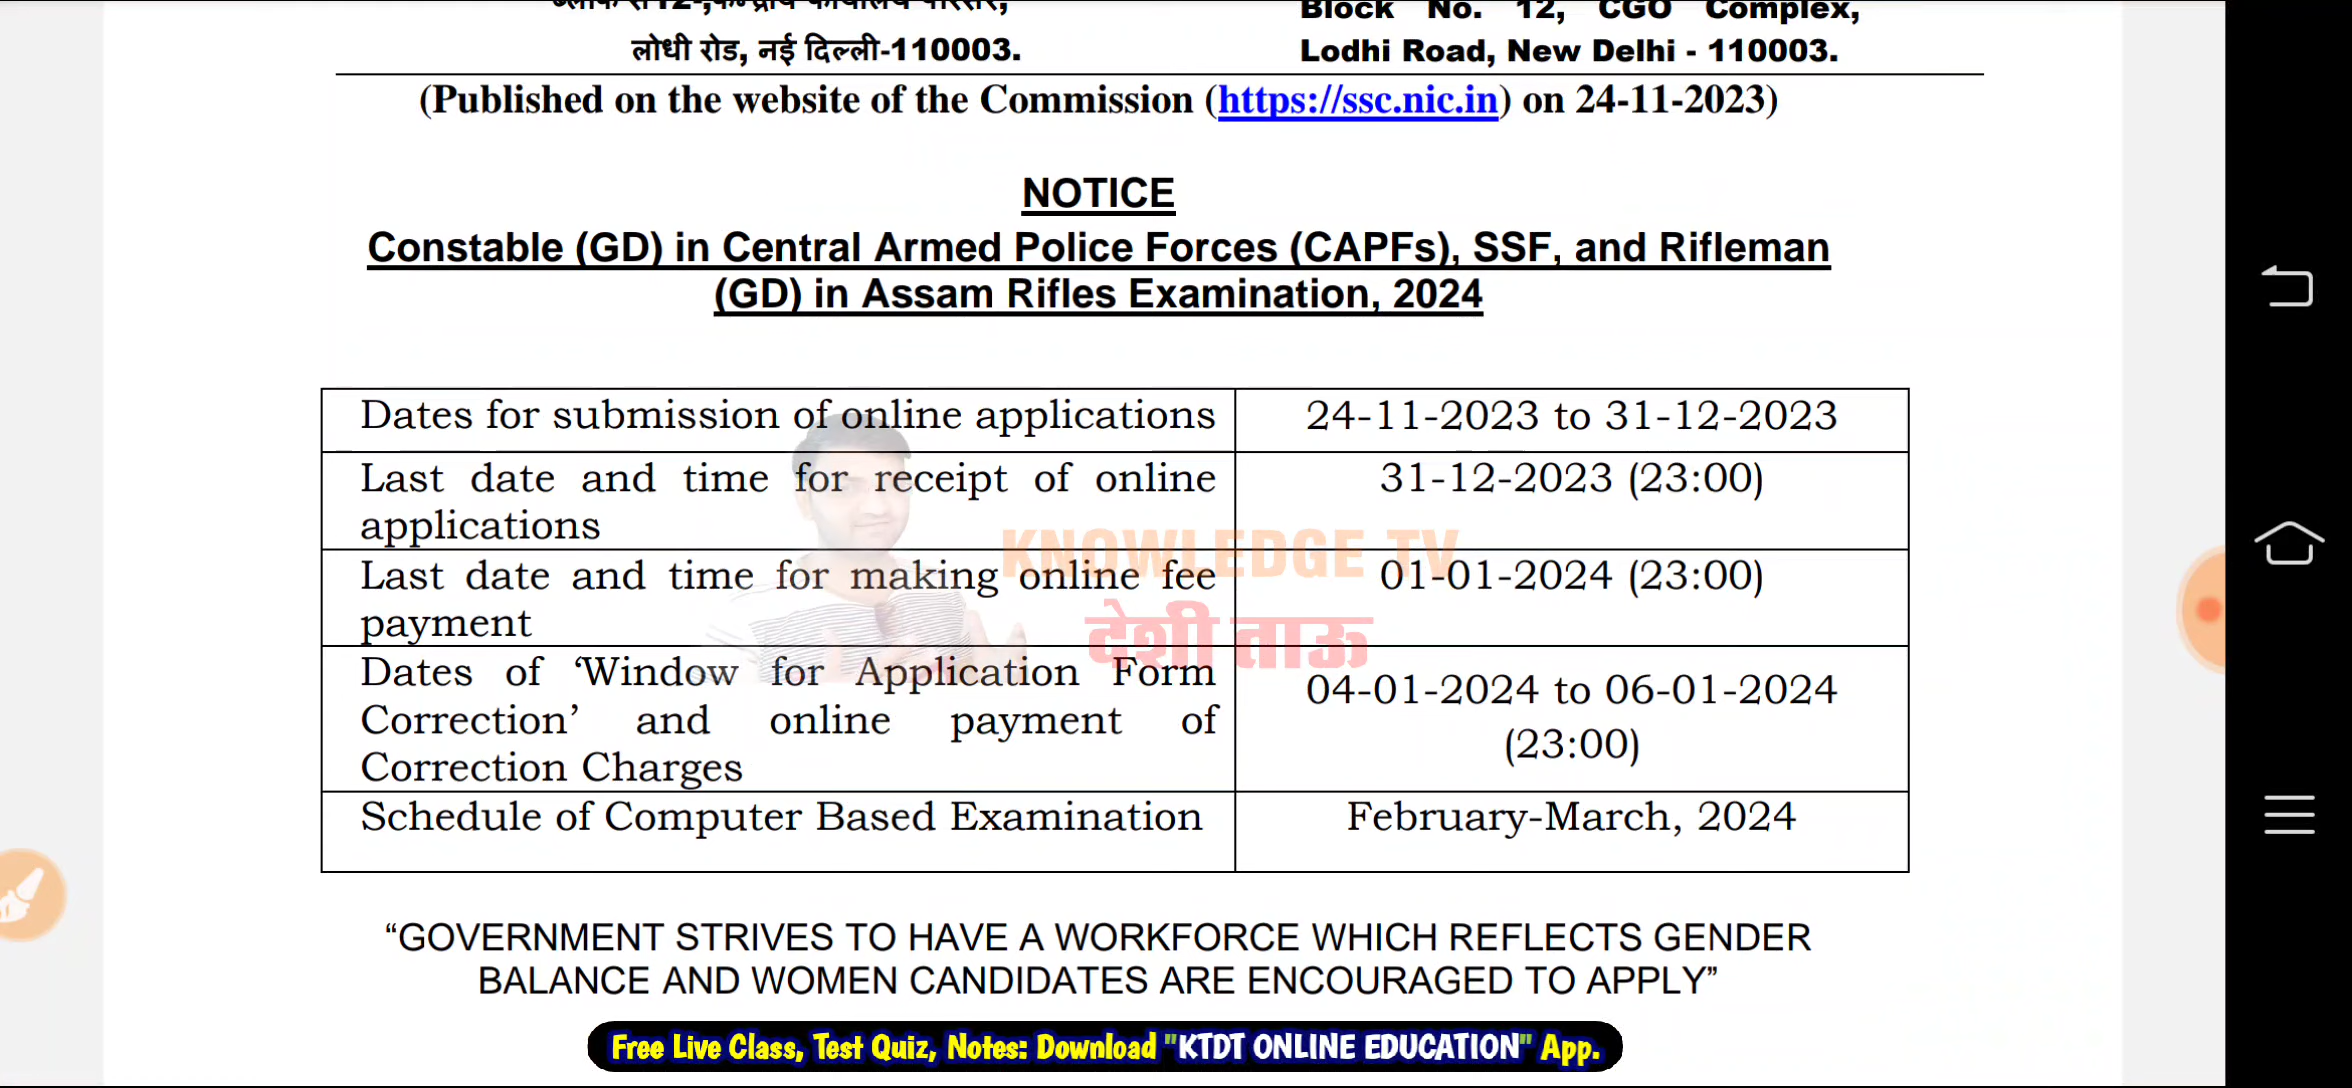 लोधी रोड, नई दिल्ली-110003.
Block No. 12, CGO Complex,
Lodhi Road, New Delhi - 110003.
(Published on the website of the Commission (https://ssc.nic.in) on 24-11-2023)
NOTICE
Constable (GD) in Central Armed Police Forces (CAPFs), SSF, and Rifleman
(GD) in Assam Rifles Examination, 2024
Dates for submission of online applications
24-11-2023 to 31-12-2023
Last date and time for receipt of online
applications
31-12-2023 (23:00)
Last date and time for making online fee
payment
01-01-2024 (23:00)
Dates of ‘Window for Application Form
Correction’ and online payment of
Correction Charges
04-01-2024 to 06-01-2024
(23:00)
Schedule of Computer Based Examination
February-March, 2024
KNOWLEDGE TV
देशी ताऊ
“GOVERNMENT STRIVES TO HAVE A WORKFORCE WHICH REFLECTS GENDER
BALANCE AND WOMEN CANDIDATES ARE ENCOURAGED TO APPLY”
Free Live Class, Test Quiz, Notes: Download "KTDT ONLINE EDUCATION" App.